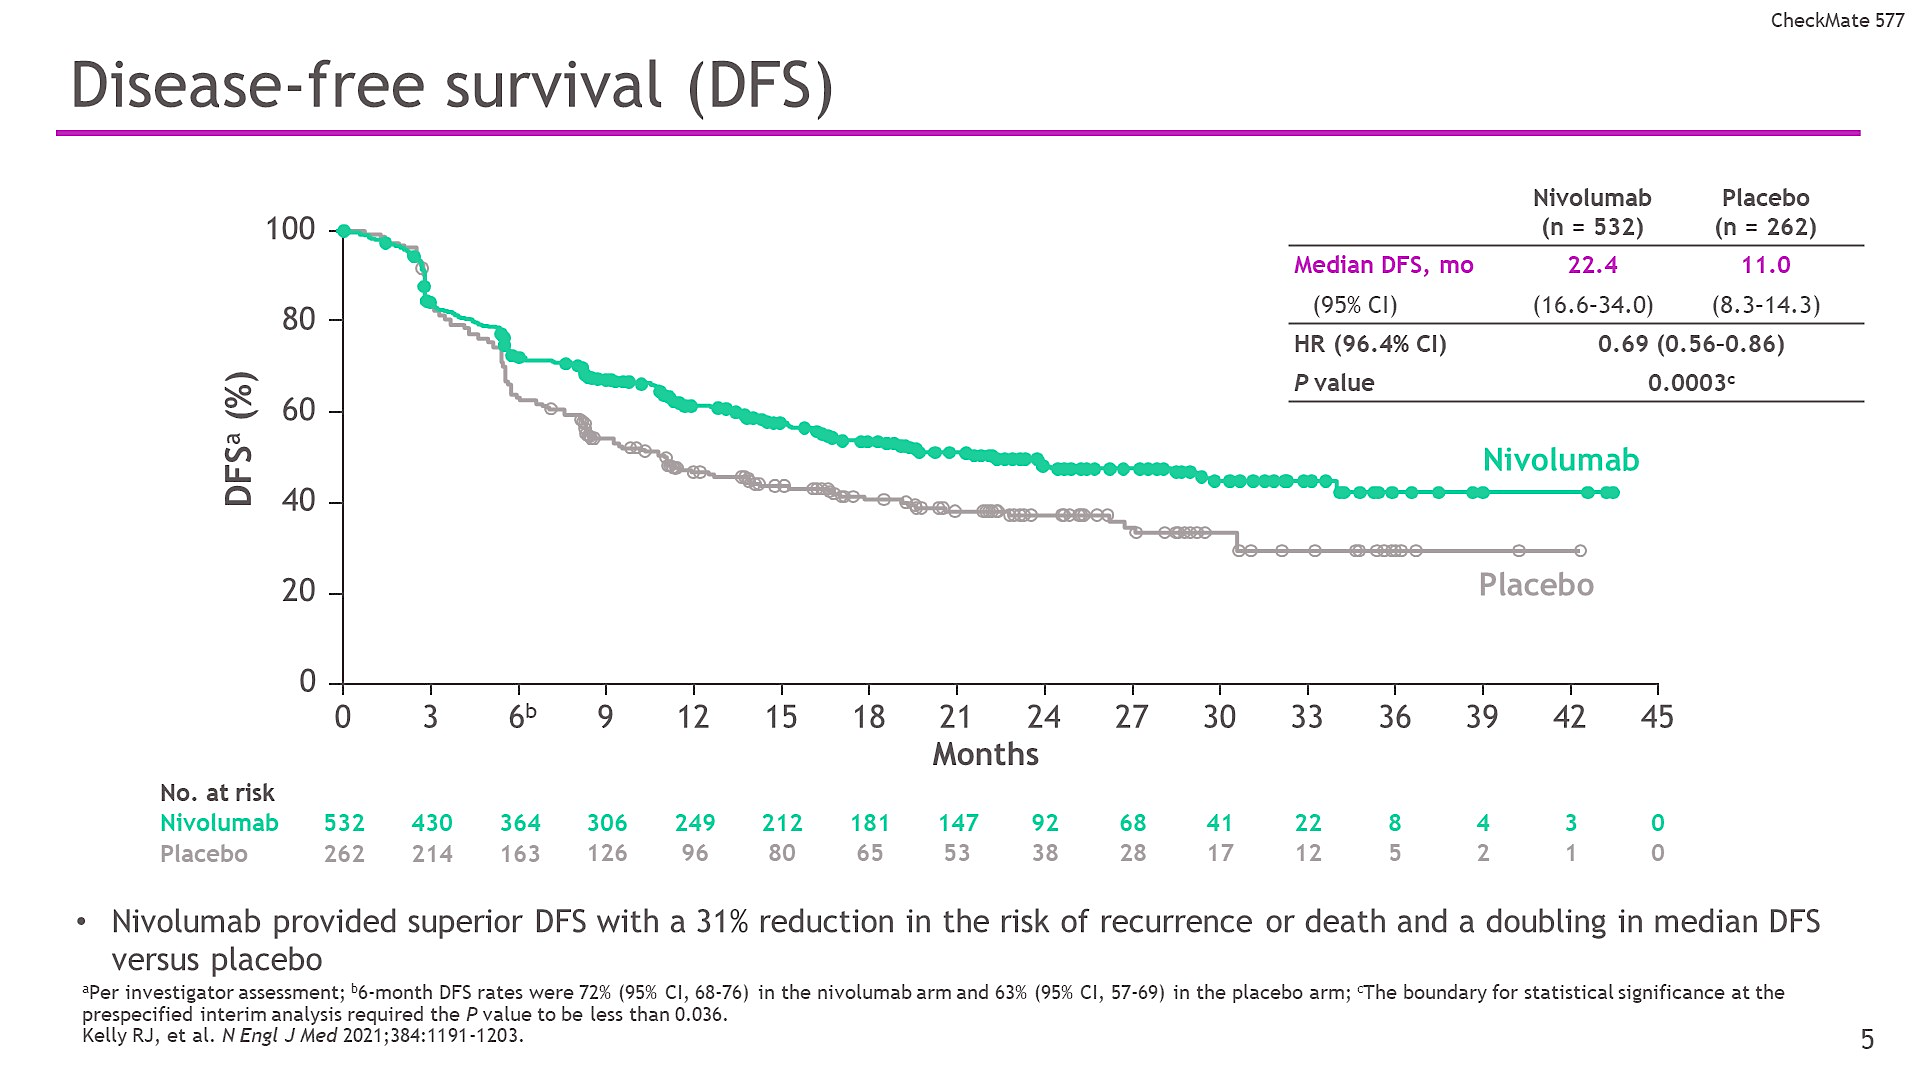 CheckMate 577
Disease-free survival (DFS)
Nivolumab Placebo
(n = 532) (n = 262)
Median DFS, mo 22.4 11.0
(95% CI) (16.6–34.0) (8.3–14.3)
HR (96.4% CI) 0.69 (0.56–0.86)
P value 0.0003ᶜ
DFSᵃ (%)
100
80
60
40
20
0
Nivolumab
Placebo
0 3 6ᵇ 9 12 15 18 21 24 27 30 33 36 39 42 45
Months
No. at risk
Nivolumab 532 430 364 306 249 212 181 147 92 68 41 22 8 4 3 0
Placebo 262 214 163 126 96 80 65 53 38 28 17 12 5 2 1 0
• Nivolumab provided superior DFS with a 31% reduction in the risk of recurrence or death and a doubling in median DFS
versus placebo
ᵃPer investigator assessment; ᵇ6-month DFS rates were 72% (95% CI, 68-76) in the nivolumab arm and 63% (95% CI, 57-69) in the placebo arm; ᶜThe boundary for statistical significance at the
prespecified interim analysis required the P value to be less than 0.036.
Kelly RJ, et al. N Engl J Med 2021;384:1191-1203.
5